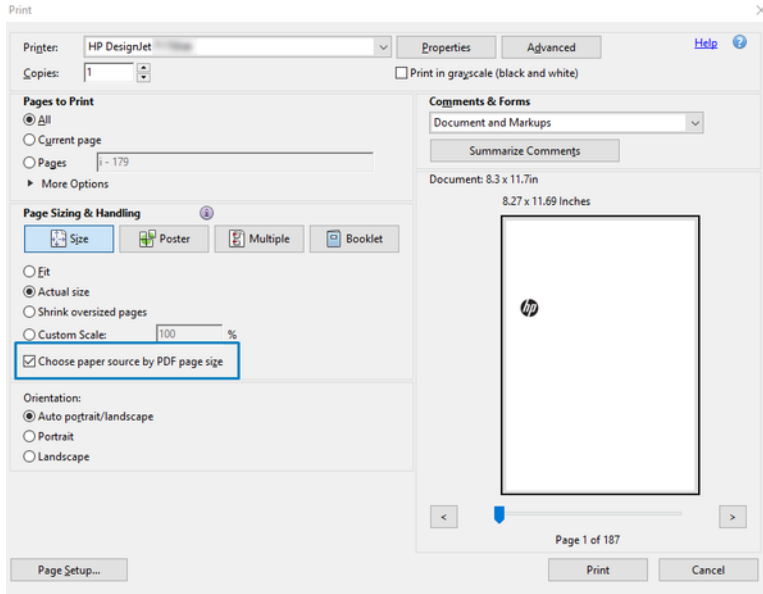 Print
Printer: HP DesignJet
Properties
Advanced
Help
Copies: 1
Print in grayscale (black and white)
Pages to Print
All
Current page
Pages i - 179
More Options
Page Sizing & Handling
Size
Poster
Multiple
Booklet
Fit
Actual size
Shrink oversized pages
Custom Scale: 100 %
Choose paper source by PDF page size
Orientation:
Auto portrait/landscape
Portrait
Landscape
Comments & Forms
Document and Markups
Summarize Comments
Document: 8.3 x 11.7in
8.27 x 11.69 Inches
hp
<
>
Page 1 of 187
Page Setup...
Print
Cancel